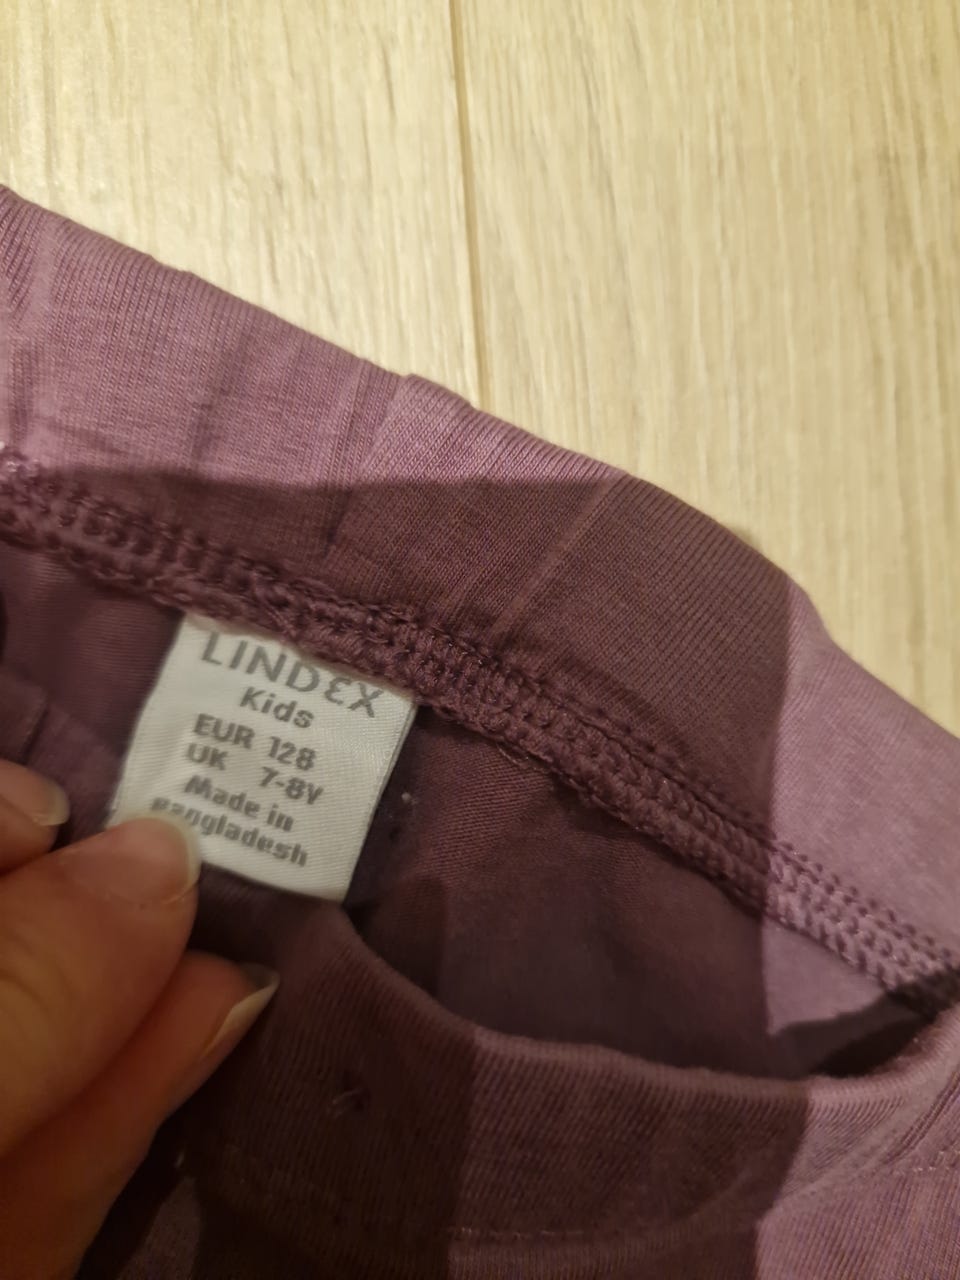 LINDEX
Kids
EUR 128
UK 7-8Y
Made in
Bangladesh